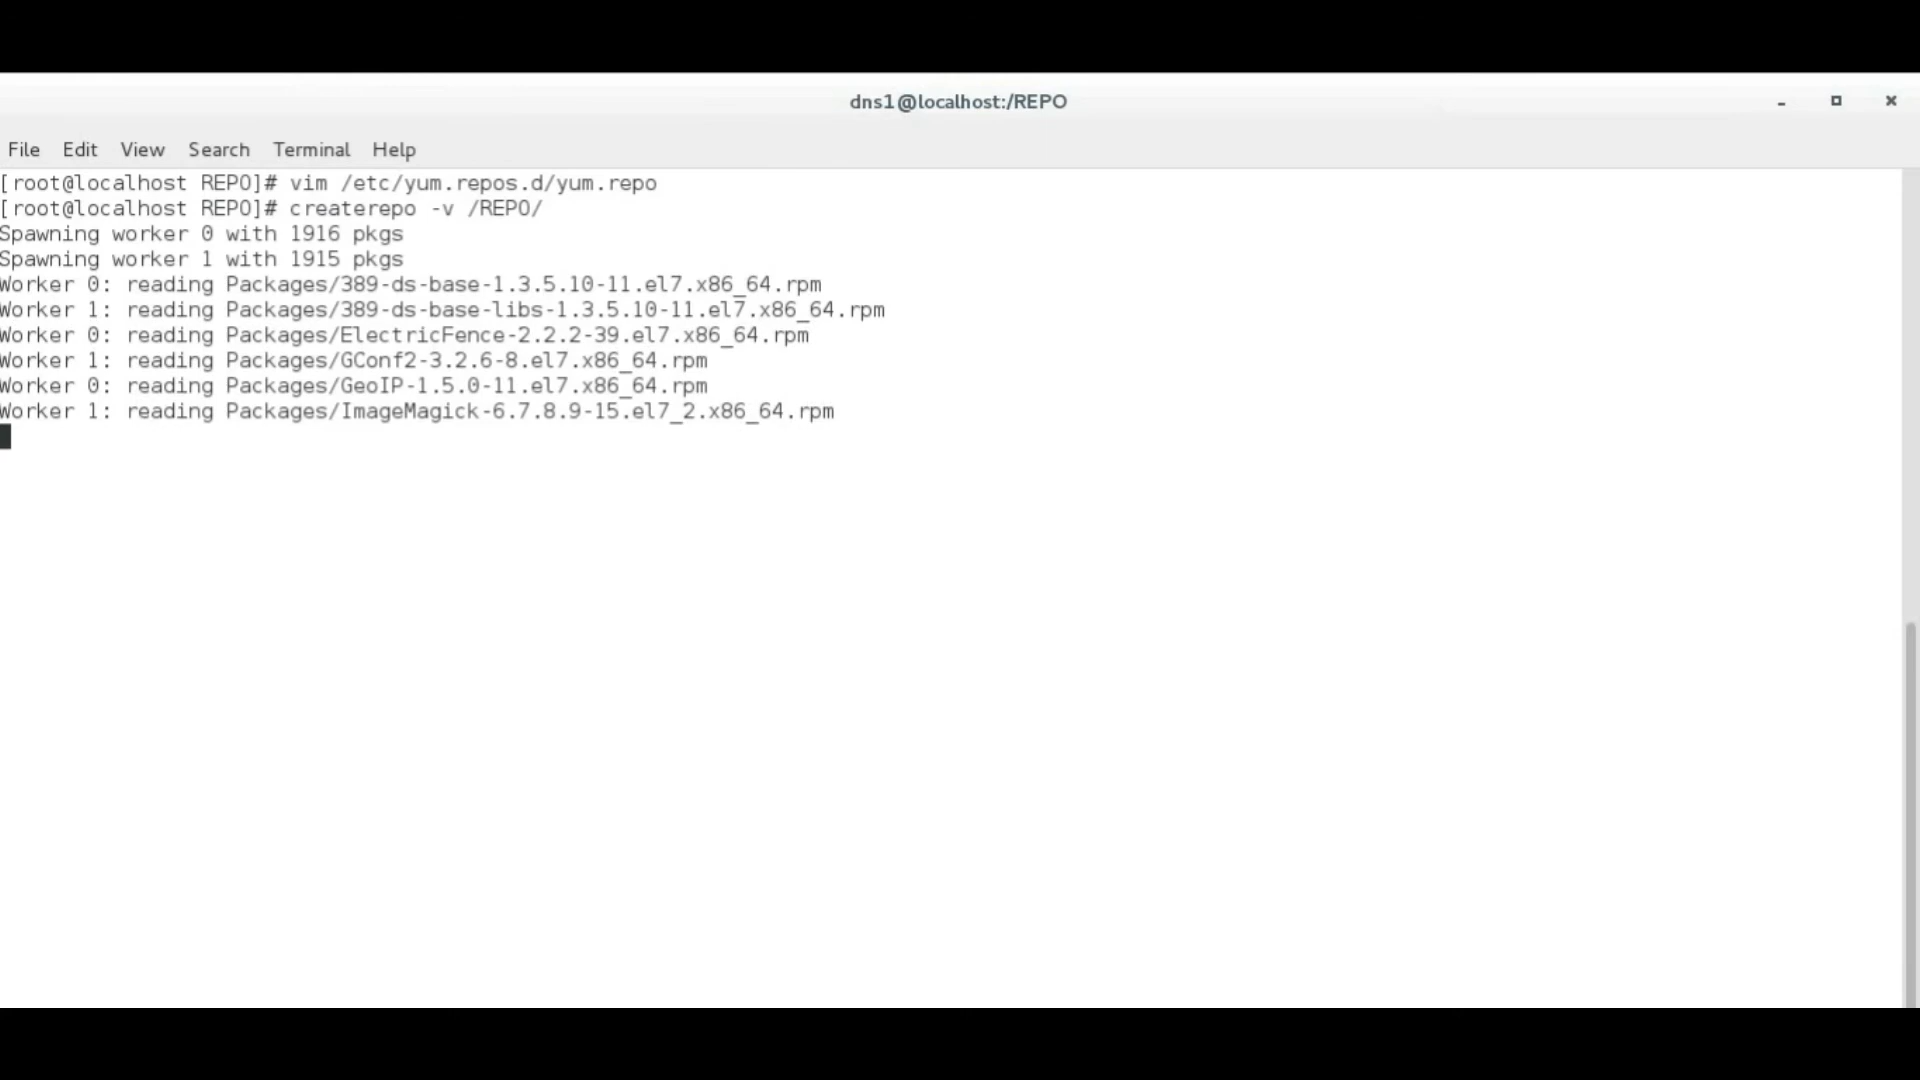 dns1@localhost:/REPO
File Edit View Search Terminal Help
[root@localhost REPO]# vim /etc/yum.repos.d/yum.repo
[root@localhost REPO]# createrepo -v /REPO/
Spawning worker 0 with 1916 pkgs
Spawning worker 1 with 1915 pkgs
Worker 0: reading Packages/389-ds-base-1.3.5.10-11.el7.x86_64.rpm
Worker 1: reading Packages/389-ds-base-libs-1.3.5.10-11.el7.x86_64.rpm
Worker 0: reading Packages/ElectricFence-2.2.2-39.el7.x86_64.rpm
Worker 1: reading Packages/GConf2-3.2.6-8.el7.x86_64.rpm
Worker 0: reading Packages/GeoIP-1.5.0-11.el7.x86_64.rpm
Worker 1: reading Packages/ImageMagick-6.7.8.9-15.el7_2.x86_64.rpm